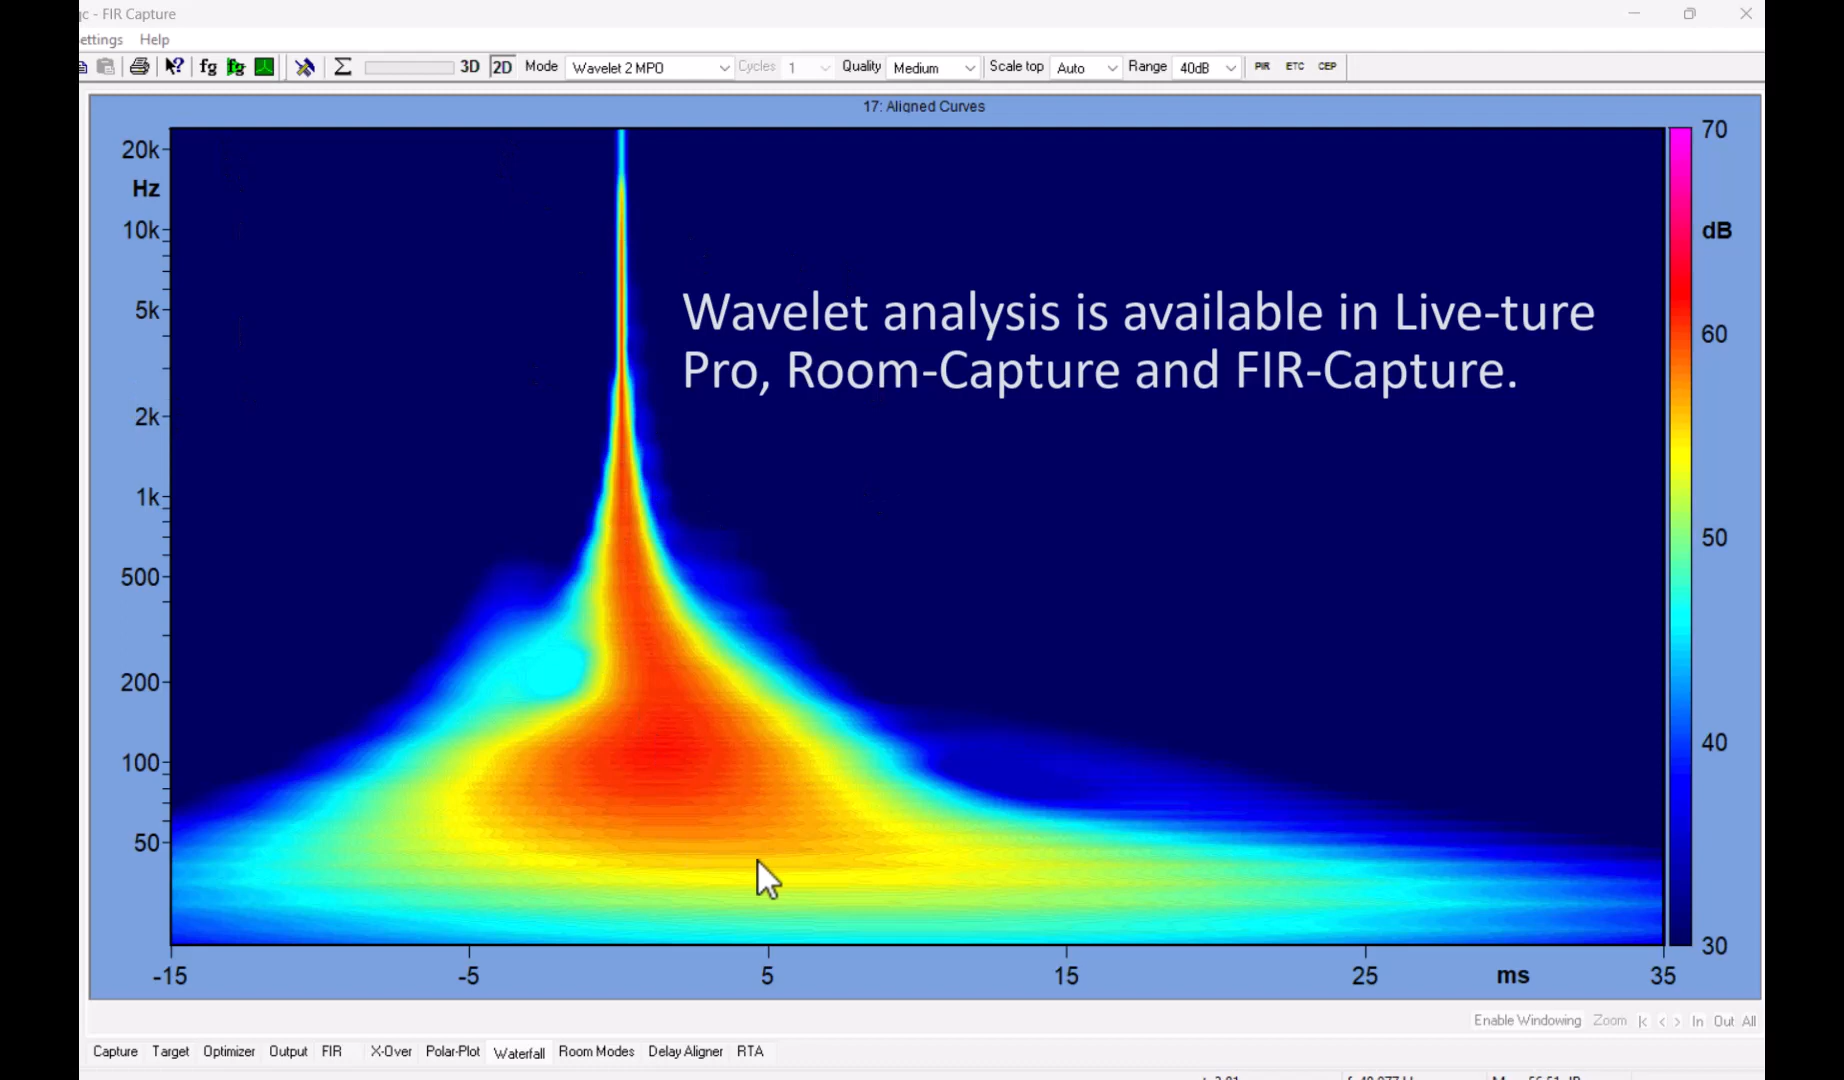 - FIR Capture
ettings Help
fg fg Σ 3D 2D Mode Wavelet 2 MPO Cycles 1 Quality Medium Scale top Auto Range 40dB PIR ETC CEP
17: Aligned Curves
20k
Hz
10k
5k
2k
1k
500
200
100
50
Wavelet analysis is available in Live-ture
Pro, Room-Capture and FIR-Capture.
70
dB
60
50
40
30
-15 -5 5 15 25 ms 35
Enable Windowing Zoom |< < > In Out All
Capture Target Optimizer Output FIR X-Over Polar-Plot Waterfall Room Modes Delay Aligner RTA